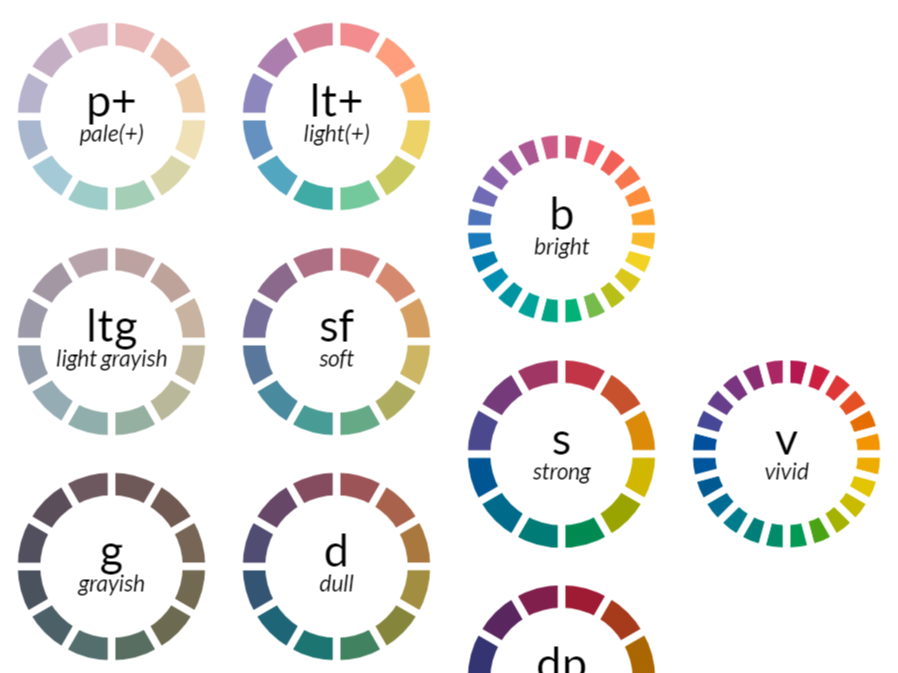 p+
pale(+)
lt+
light(+)
b
bright
ltg
light grayish
sf
soft
s
strong
v
vivid
g
grayish
d
dull
dp